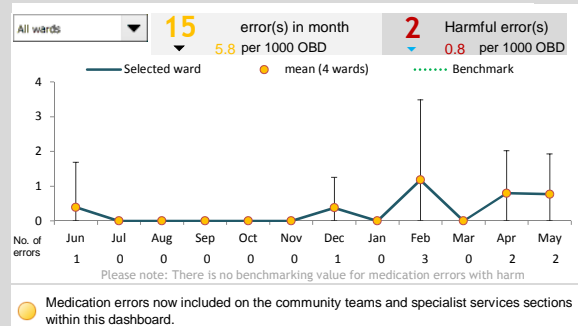 All wards
15 error(s) in month
5.8 per 1000 OBD
2 Harmful error(s)
0.8 per 1000 OBD
Selected ward mean (4 wards) Benchmark
4
3
2
1
0
Jun Jul Aug Sep Oct Nov Dec Jan Feb Mar Apr May
No. of errors 1 0 0 0 0 0 1 0 3 0 2 2
Please note: There is no benchmarking value for medication errors with harm
Medication errors now included on the community teams and specialist services sections
within this dashboard.